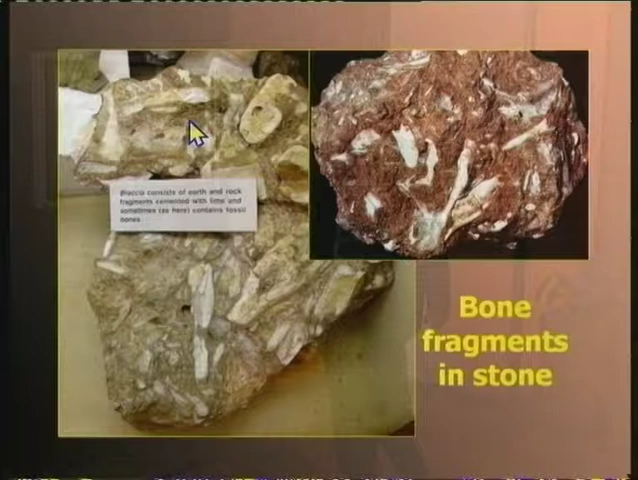 Breccia consists of earth and rock
fragments cemented with lime and
sometimes (as here) contains fossil
bones.
Bone
fragments
in stone